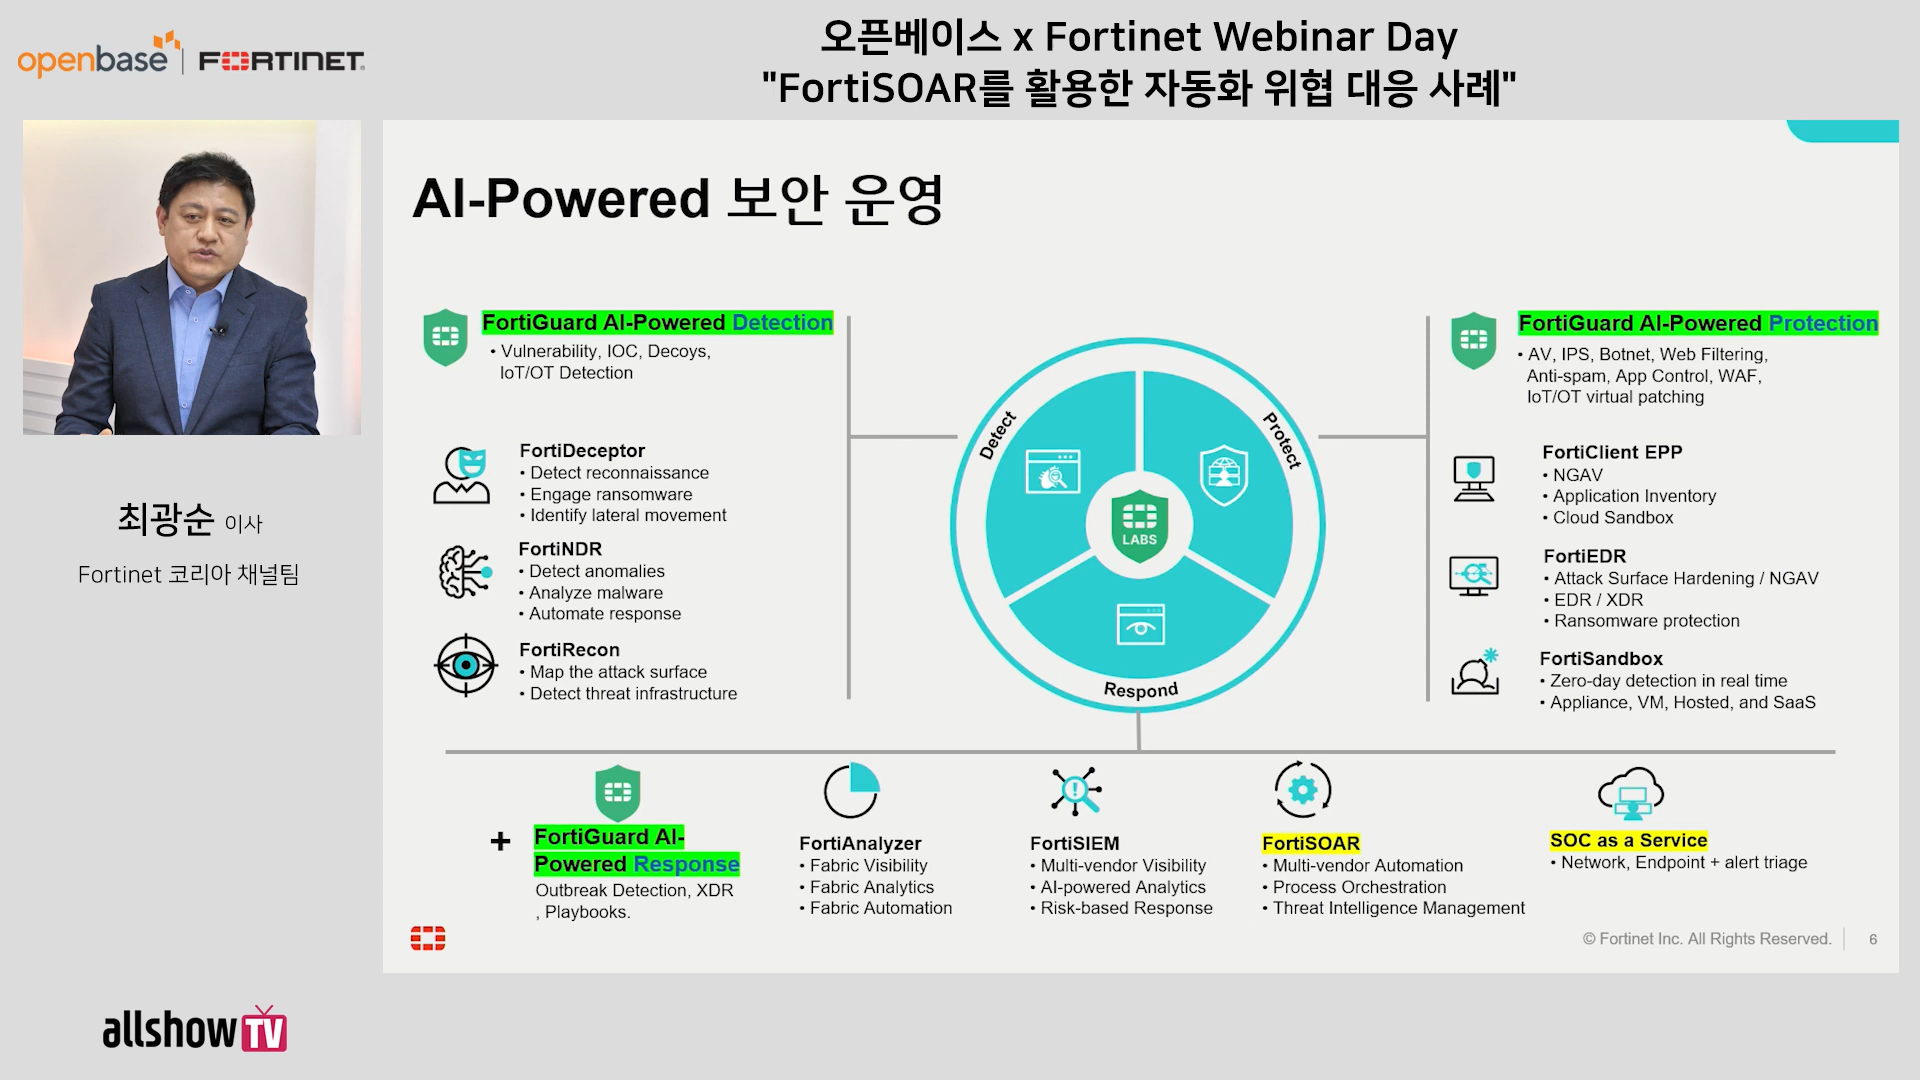 openbase | FORTINET
오픈베이스 x Fortinet Webinar Day
"FortiSOAR를 활용한 자동화 위협 대응 사례"
최광순 이사
Fortinet 코리아 채널팀
allshowTV
AI-Powered 보안 운영
FortiGuard AI-Powered Detection
• Vulnerability, IOC, Decoys,
IoT/OT Detection
FortiDeceptor
• Detect reconnaissance
• Engage ransomware
• Identify lateral movement
FortiNDR
• Detect anomalies
• Analyze malware
• Automate response
FortiRecon
• Map the attack surface
• Detect threat infrastructure
Detect
Protect
Respond
LABS
FortiGuard AI-Powered Protection
• AV, IPS, Botnet, Web Filtering,
Anti-spam, App Control, WAF,
IoT/OT virtual patching
FortiClient EPP
• NGAV
• Application Inventory
• Cloud Sandbox
FortiEDR
• Attack Surface Hardening / NGAV
• EDR / XDR
• Ransomware protection
FortiSandbox
• Zero-day detection in real time
• Appliance, VM, Hosted, and SaaS
+
FortiGuard AI-
Powered Response
Outbreak Detection, XDR
, Playbooks.
FortiAnalyzer
• Fabric Visibility
• Fabric Analytics
• Fabric Automation
FortiSIEM
• Multi-vendor Visibility
• AI-powered Analytics
• Risk-based Response
FortiSOAR
• Multi-vendor Automation
• Process Orchestration
• Threat Intelligence Management
SOC as a Service
• Network, Endpoint + alert triage
© Fortinet Inc. All Rights Reserved.
6